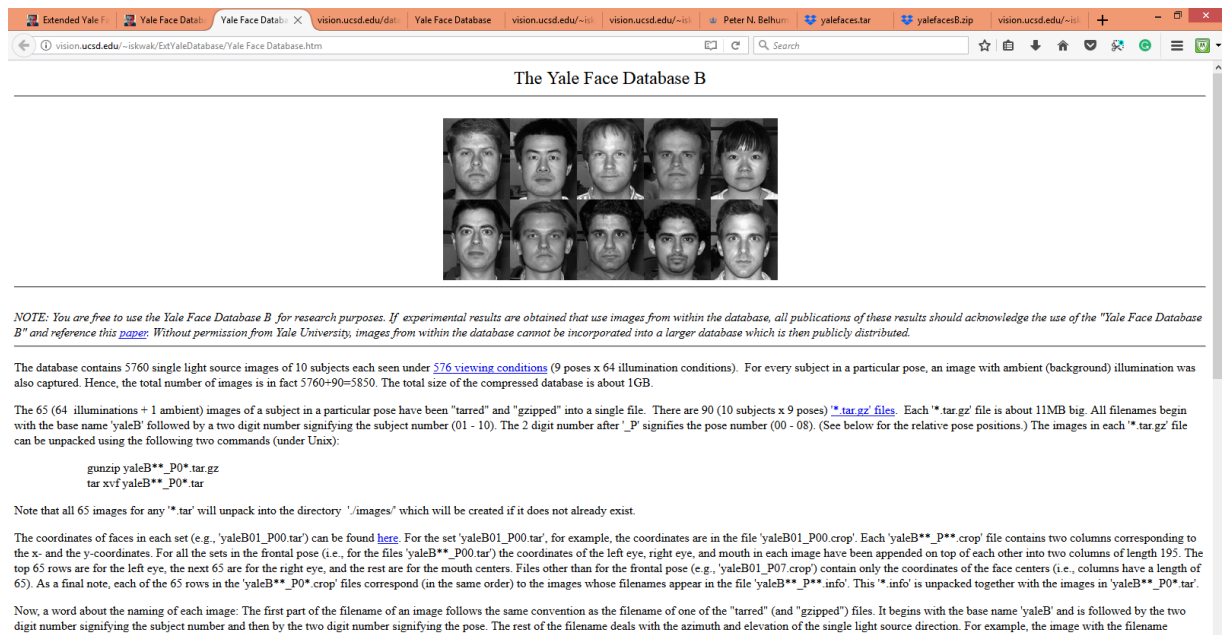 Extended Yale F
Yale Face Datab
Yale Face Datab
vision.ucsd.edu/data
Yale Face Database
vision.ucsd.edu/~isk
vision.ucsd.edu/~isk
Peter N. Belhum
yalefaces.tar
yalefacesB.zip
vision.ucsd.edu/~isk
vision.ucsd.edu/~iskwak/ExtYaleDatabase/Yale Face Database.htm
Search
The Yale Face Database B
NOTE: You are free to use the Yale Face Database B for research purposes. If experimental results are obtained that use images from within the database, all publications of these results should acknowledge the use of the "Yale Face Database
B" and reference this paper. Without permission from Yale University, images from within the database cannot be incorporated into a larger database which is then publicly distributed.
The database contains 5760 single light source images of 10 subjects each seen under 576 viewing conditions (9 poses x 64 illumination conditions). For every subject in a particular pose, an image with ambient (background) illumination was
also captured. Hence, the total number of images is in fact 5760+90=5850. The total size of the compressed database is about 1GB.
The 65 (64 illuminations + 1 ambient) images of a subject in a particular pose have been "tarred" and "gzipped" into a single file. There are 90 (10 subjects x 9 poses) '*.tar.gz' files. Each '*.tar.gz' file is about 11MB big. All filenames begin
with the base name 'yaleB' followed by a two digit number signifying the subject number (01 - 10). The 2 digit number after '_P' signifies the pose number (00 - 08). (See below for the relative pose positions.) The images in each '*.tar.gz' file
can be unpacked using the following two commands (under Unix):
gunzip yaleB**_P0*.tar.gz
tar xvf yaleB**_P0*.tar
Note that all 65 images for any '*.tar' will unpack into the directory './images/' which will be created if it does not already exist.
The coordinates of faces in each set (e.g., 'yaleB01_P00.tar') can be found here. For the set 'yaleB01_P00.tar', for example, the coordinates are in the file 'yaleB01_P00.crop'. Each 'yaleB**_P**.crop' file contains two columns corresponding to
the x- and the y-coordinates. For all the sets in the frontal pose (i.e., for the files 'yaleB**_P00.tar') the coordinates of the left eye, right eye, and mouth in each image have been appended on top of each other into two columns of length 195. The
top 65 rows are for the left eye, the next 65 are for the right eye, and the rest are for the mouth centers. Files other than for the frontal pose (e.g., 'yaleB01_P07.crop') contain only the coordinates of the face centers (i.e., columns have a length of
65). As a final note, each of the 65 rows in the 'yaleB**_P0*.crop' files correspond (in the same order) to the images whose filenames appear in the file 'yaleB**_P**.info'. This '*.info' is unpacked together with the images in 'yaleB**_P0*.tar'.
Now, a word about the naming of each image: The first part of the filename of an image follows the same convention as the filename of one of the "tarred" (and "gzipped") files. It begins with the base name 'yaleB' and is followed by the two
digit number signifying the subject number and then by the two digit number signifying the pose. The rest of the filename deals with the azimuth and elevation of the single light source direction. For example, the image with the filename